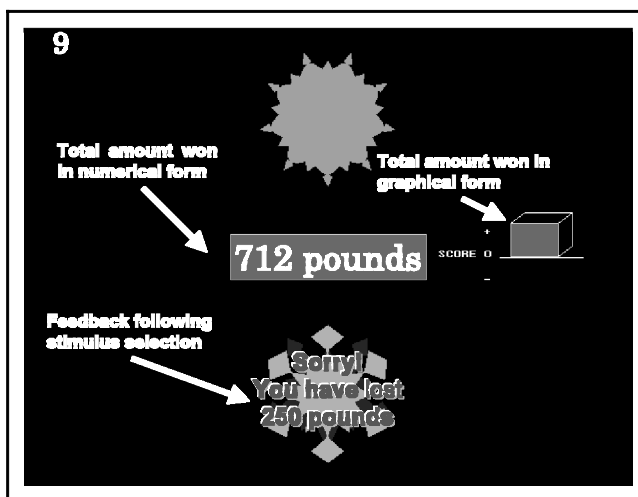 9
Total amount won
in numerical form
Total amount won in
graphical form
+
SCORE 0
−
712 pounds
Feedback following
stimulus selection
Sorry!
You have lost
250 pounds